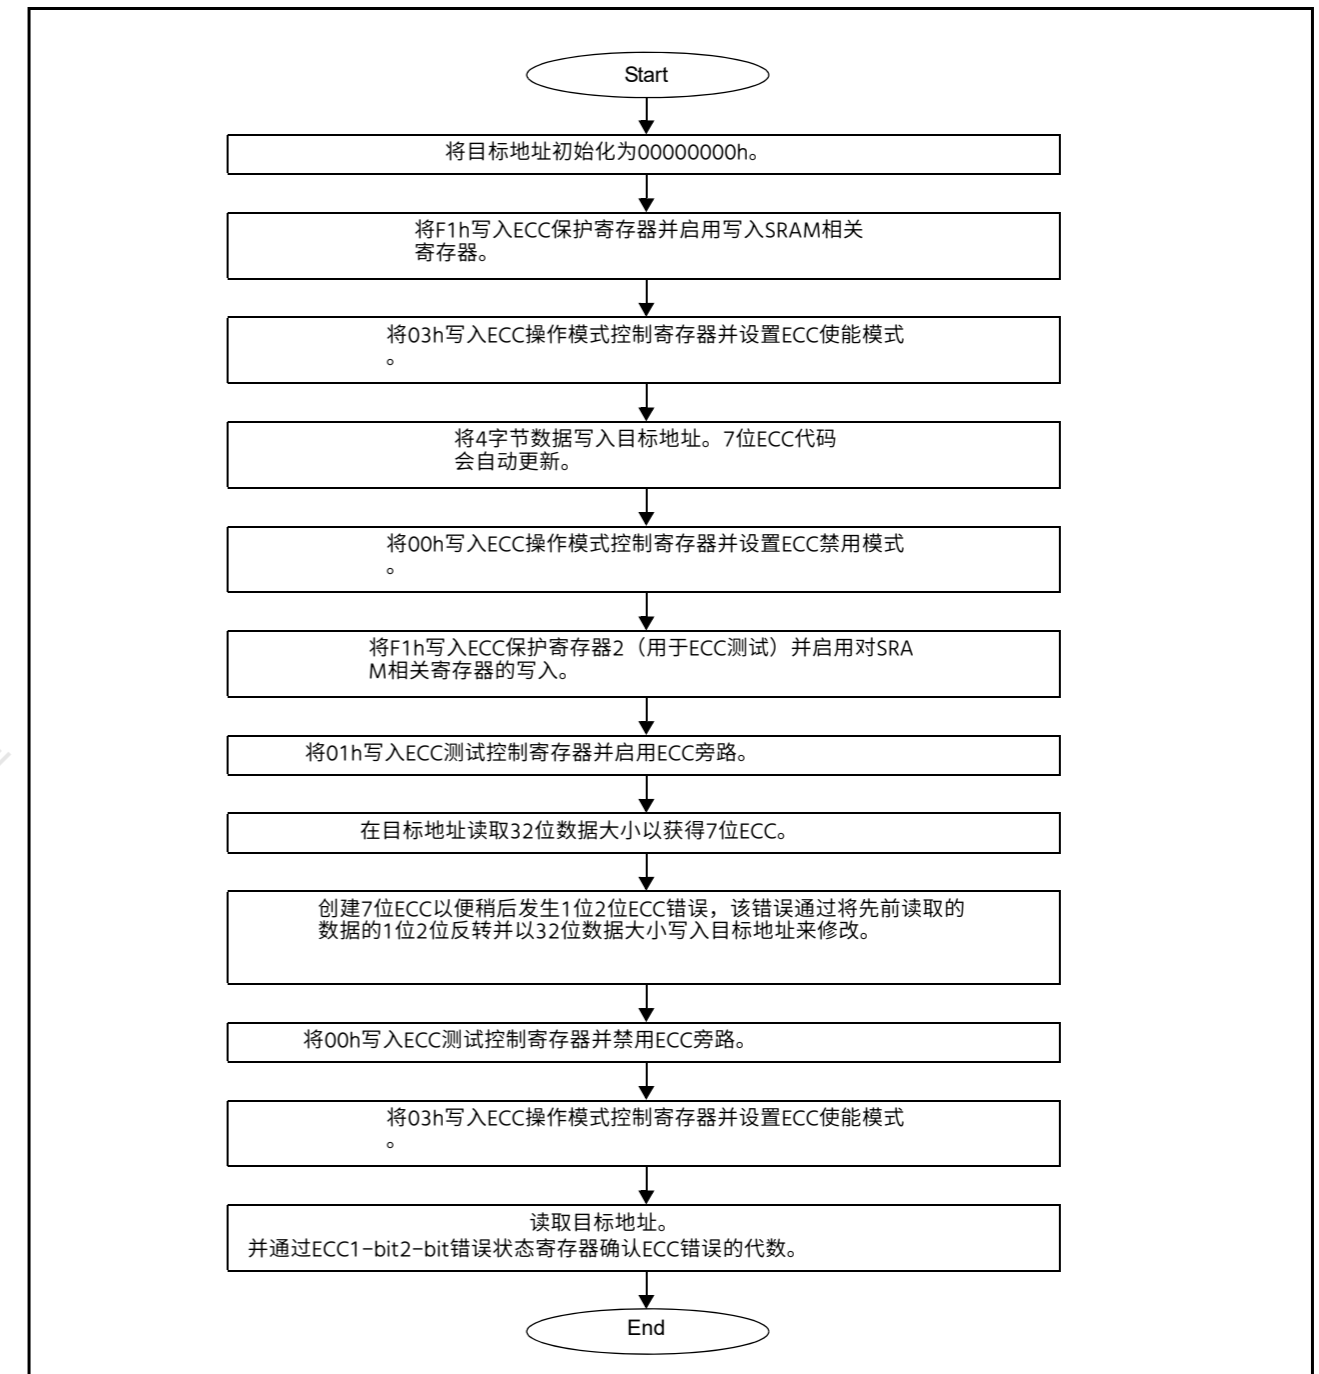 Start
将目标地址初始化为00000000h。
将F1h写入ECC保护寄存器并启用写入SRAM相关
寄存器。
将03h写入ECC操作模式控制寄存器并设置ECC使能模式
。
将4字节数据写入目标地址。7位ECC代码
会自动更新。
将00h写入ECC操作模式控制寄存器并设置ECC禁用模式
。
将F1h写入ECC保护寄存器2（用于ECC测试）并启用对SRA
M相关寄存器的写入。
将01h写入ECC测试控制寄存器并启用ECC旁路。
在目标地址读取32位数据大小以获得7位ECC。
创建7位ECC以便稍后发生1位2位ECC错误，该错误通过将先前读取的
数据的1位2位反转并以32位数据大小写入目标地址来修改。
将00h写入ECC测试控制寄存器并禁用ECC旁路。
将03h写入ECC操作模式控制寄存器并设置ECC使能模式
。
读取目标地址。
并通过ECC1-bit2-bit错误状态寄存器确认ECC错误的代数。
End